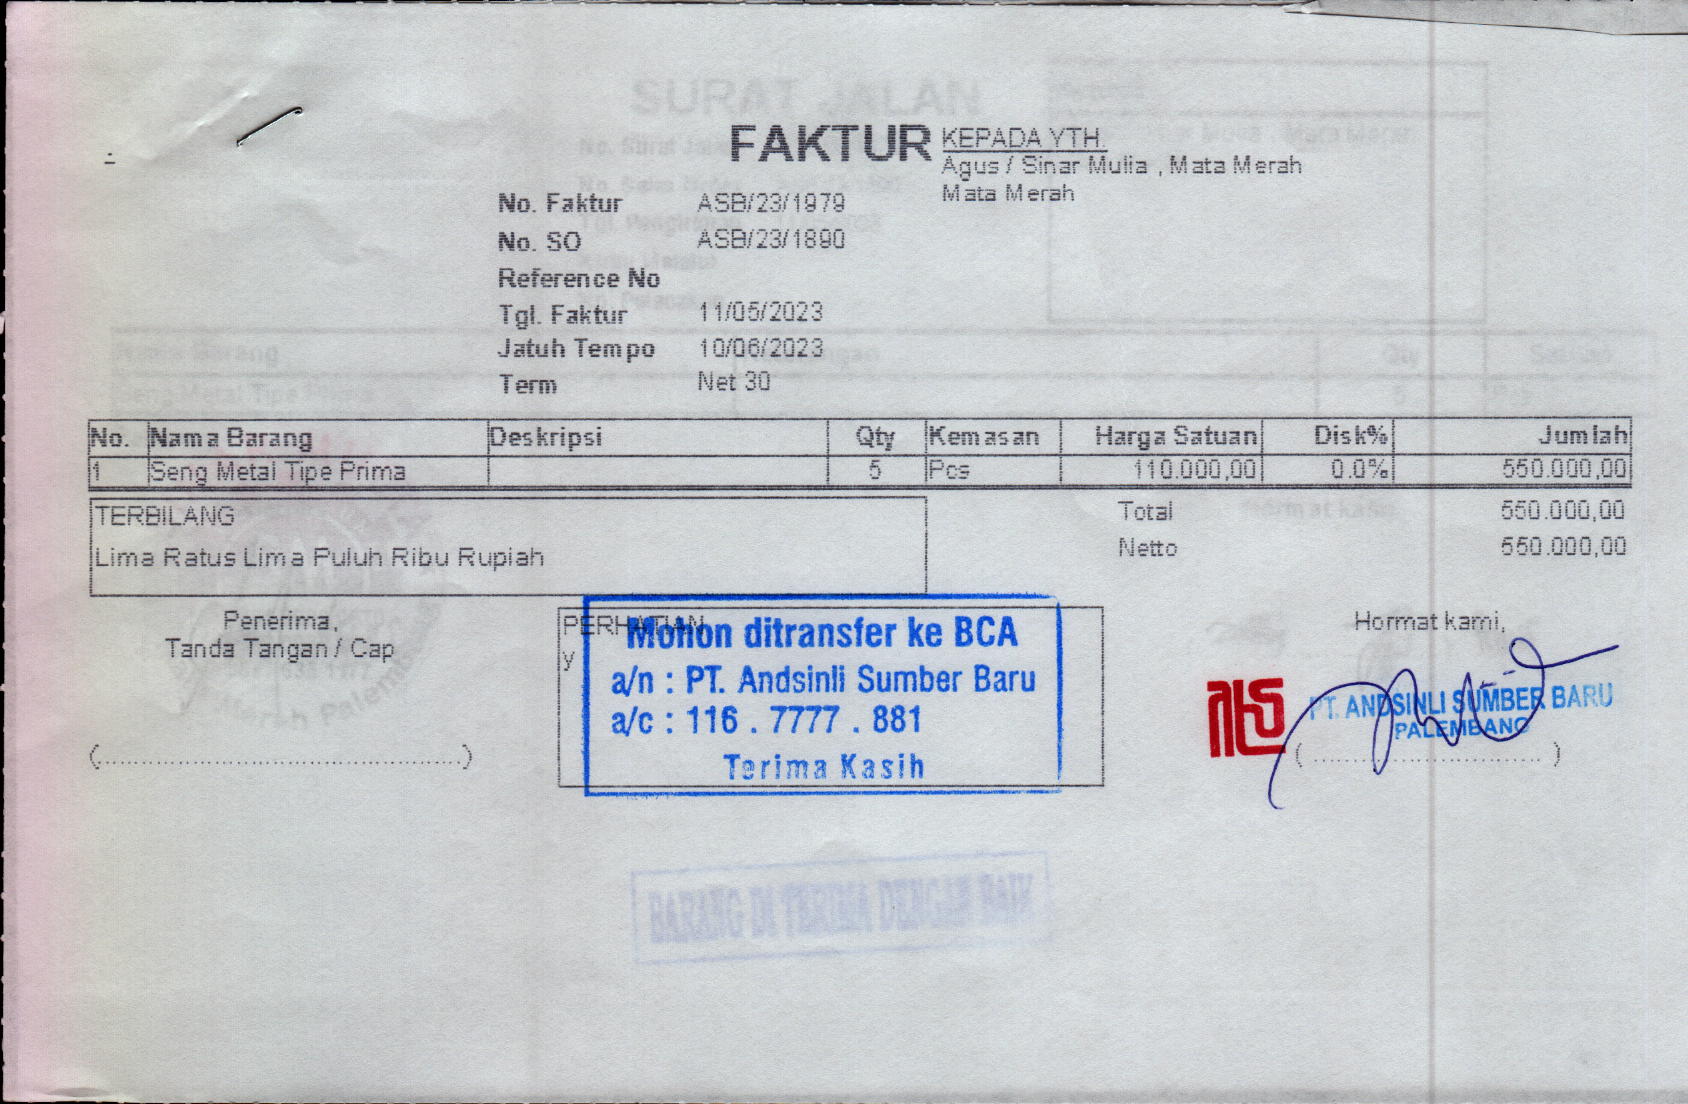 SURAT JALAN
FAKTUR
KEPADA YTH.
Agus / Sinar Mulia , Mata Merah
Mata Merah
No. Faktur ASB/23/1979
No. SO ASB/23/1890
Reference No
Tgl. Faktur 11/05/2023
Jatuh Tempo 10/06/2023
Term Net 30
No. Nama Barang Deskripsi Qty Kemasan Harga Satuan Disk% Jumlah
1 Seng Metal Tipe Prima 5 Pcs 110.000,00 0.0% 550.000,00
TERBILANG
Lima Ratus Lima Puluh Ribu Rupiah
Total 550.000,00
Netto 550.000,00
Penerima,
Tanda Tangan / Cap
(...........................................................)
PERHATIAN
y
Mohon ditransfer ke BCA
a/n : PT. Andsinli Sumber Baru
a/c : 116 . 7777 . 881
Terima Kasih
Hormat kami,
PT. ANDSINLI SUMBER BARU
PALEMBANG
(......................................)
BARANG DI TERIMA DENGAN BAIK